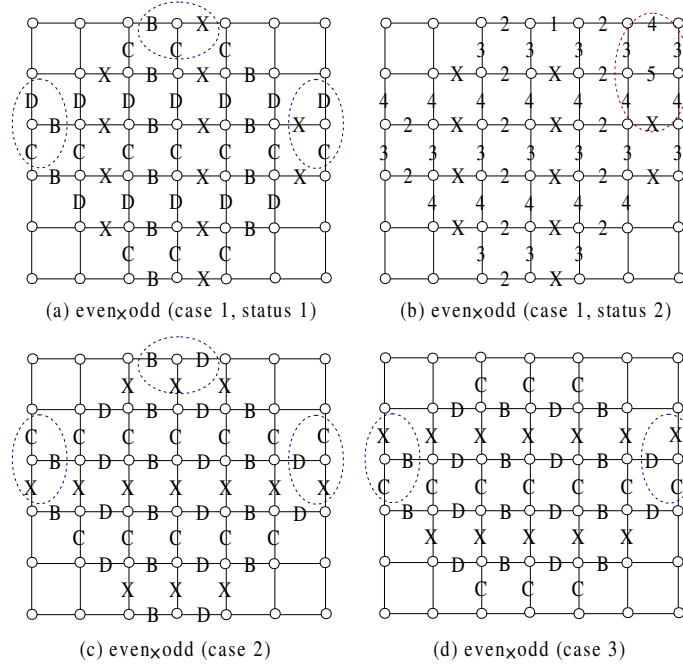 B X
C C C
X B X B
D D D D D D D
B X B X B X
C C C C C C C
B X B X B X
D D D D D
X B X B
C C C
B X
(a) even×odd (case 1, status 1)
2 1 2 4
3 3 3 3 3
X 2 X 2 5
4 4 4 4 4 4 4
2 X 2 X 2 X
3 3 3 3 3 3 3
2 X 2 X 2 X
4 4 4 4 4
X 2 X 2
3 3 3
2 X
(b) even×odd (case 1, status 2)
B D
X X X
D B D B
C C C C C C C
B D B D B D
X X X X X X X
B D B D B D
C C C C C
D B D B
X X X
B D
(c) even×odd (case 2)
C C C
D B D B
X X X X X X X
B D B D B D
C C C C C C C
B D B D B D
X X X X X
D B D B
C C C
(d) even×odd (case 3)